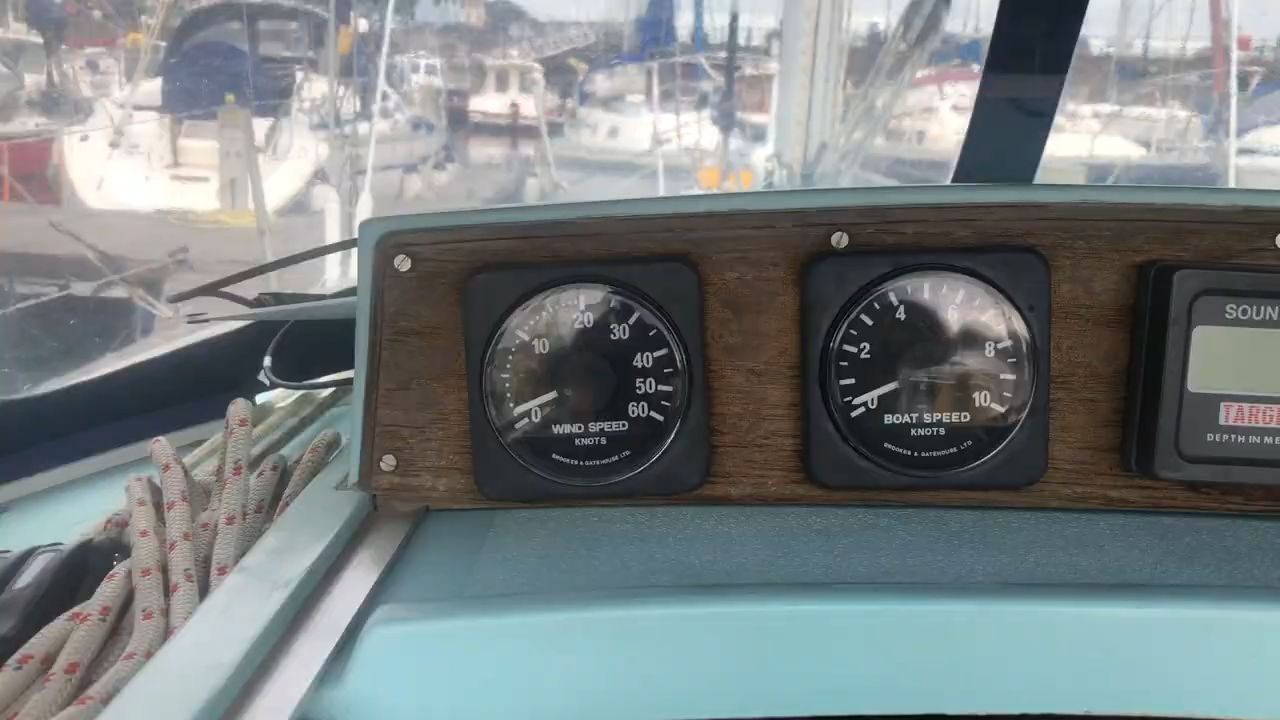 20
30
10
40
50
60
0
WIND SPEED
KNOTS
BROOKES & GATEHOUSE LTD.
4
6
2
8
0
10
BOAT SPEED
KNOTS
BROOKES & GATEHOUSE LTD.
SOUN
TARG
DEPTH IN ME